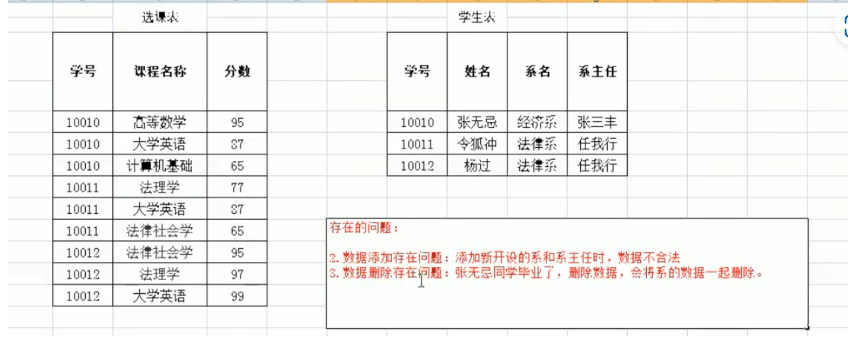 选课表 学生表
学号 课程名称 分数 学号 姓名 系名 系主任
10010 高等数学 95 10010 张无忌 经济系 张三丰
10010 大学英语 87 10011 令狐冲 法律系 任我行
10010 计算机基础 65 10012 杨过 法律系 任我行
10011 法理学 77
10011 大学英语 87
10011 法律社会学 65
10012 法律社会学 95
10012 法理学 97
10012 大学英语 99
存在的问题：
2.数据添加存在问题：添加新开设的系和系主任时，数据不合法
3.数据删除存在问题：张无忌同学毕业了，删除数据，会将系的数据一起删除。